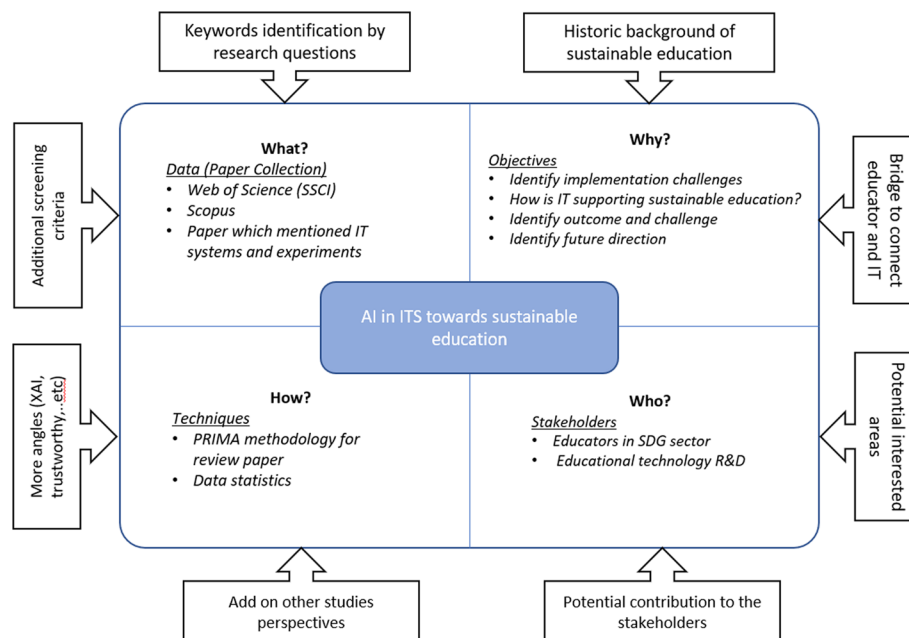 Keywords identification by
research questions
Historic background of
sustainable education
Additional screening
criteria
What?
Data (Paper Collection)
• Web of Science (SSCI)
• Scopus
• Paper which mentioned IT
systems and experiments
Why?
Objectives
• Identify implementation challenges
• How is IT supporting sustainable education?
• Identify outcome and challenge
• Identify future direction
Bridge to connect
educator and IT
AI in ITS towards sustainable
education
More angles (XAI,
trustworthy,..etc)
How?
Techniques
• PRIMA methodology for
review paper
• Data statistics
Who?
Stakeholders
• Educators in SDG sector
• Educational technology R&D
Potential interested
areas
Add on other studies
perspectives
Potential contribution to the
stakeholders